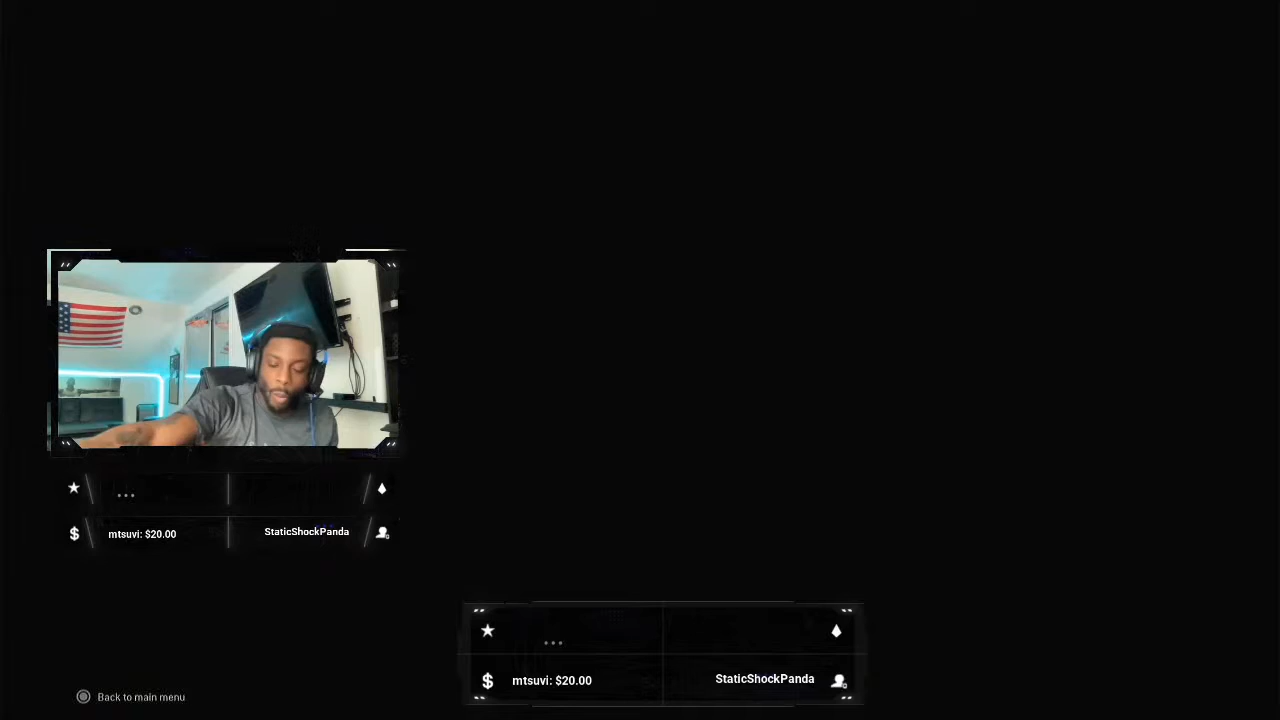 ...
$ mtsuvi: $20.00 StaticShockPanda
...
$ mtsuvi: $20.00 StaticShockPanda
Back to main menu